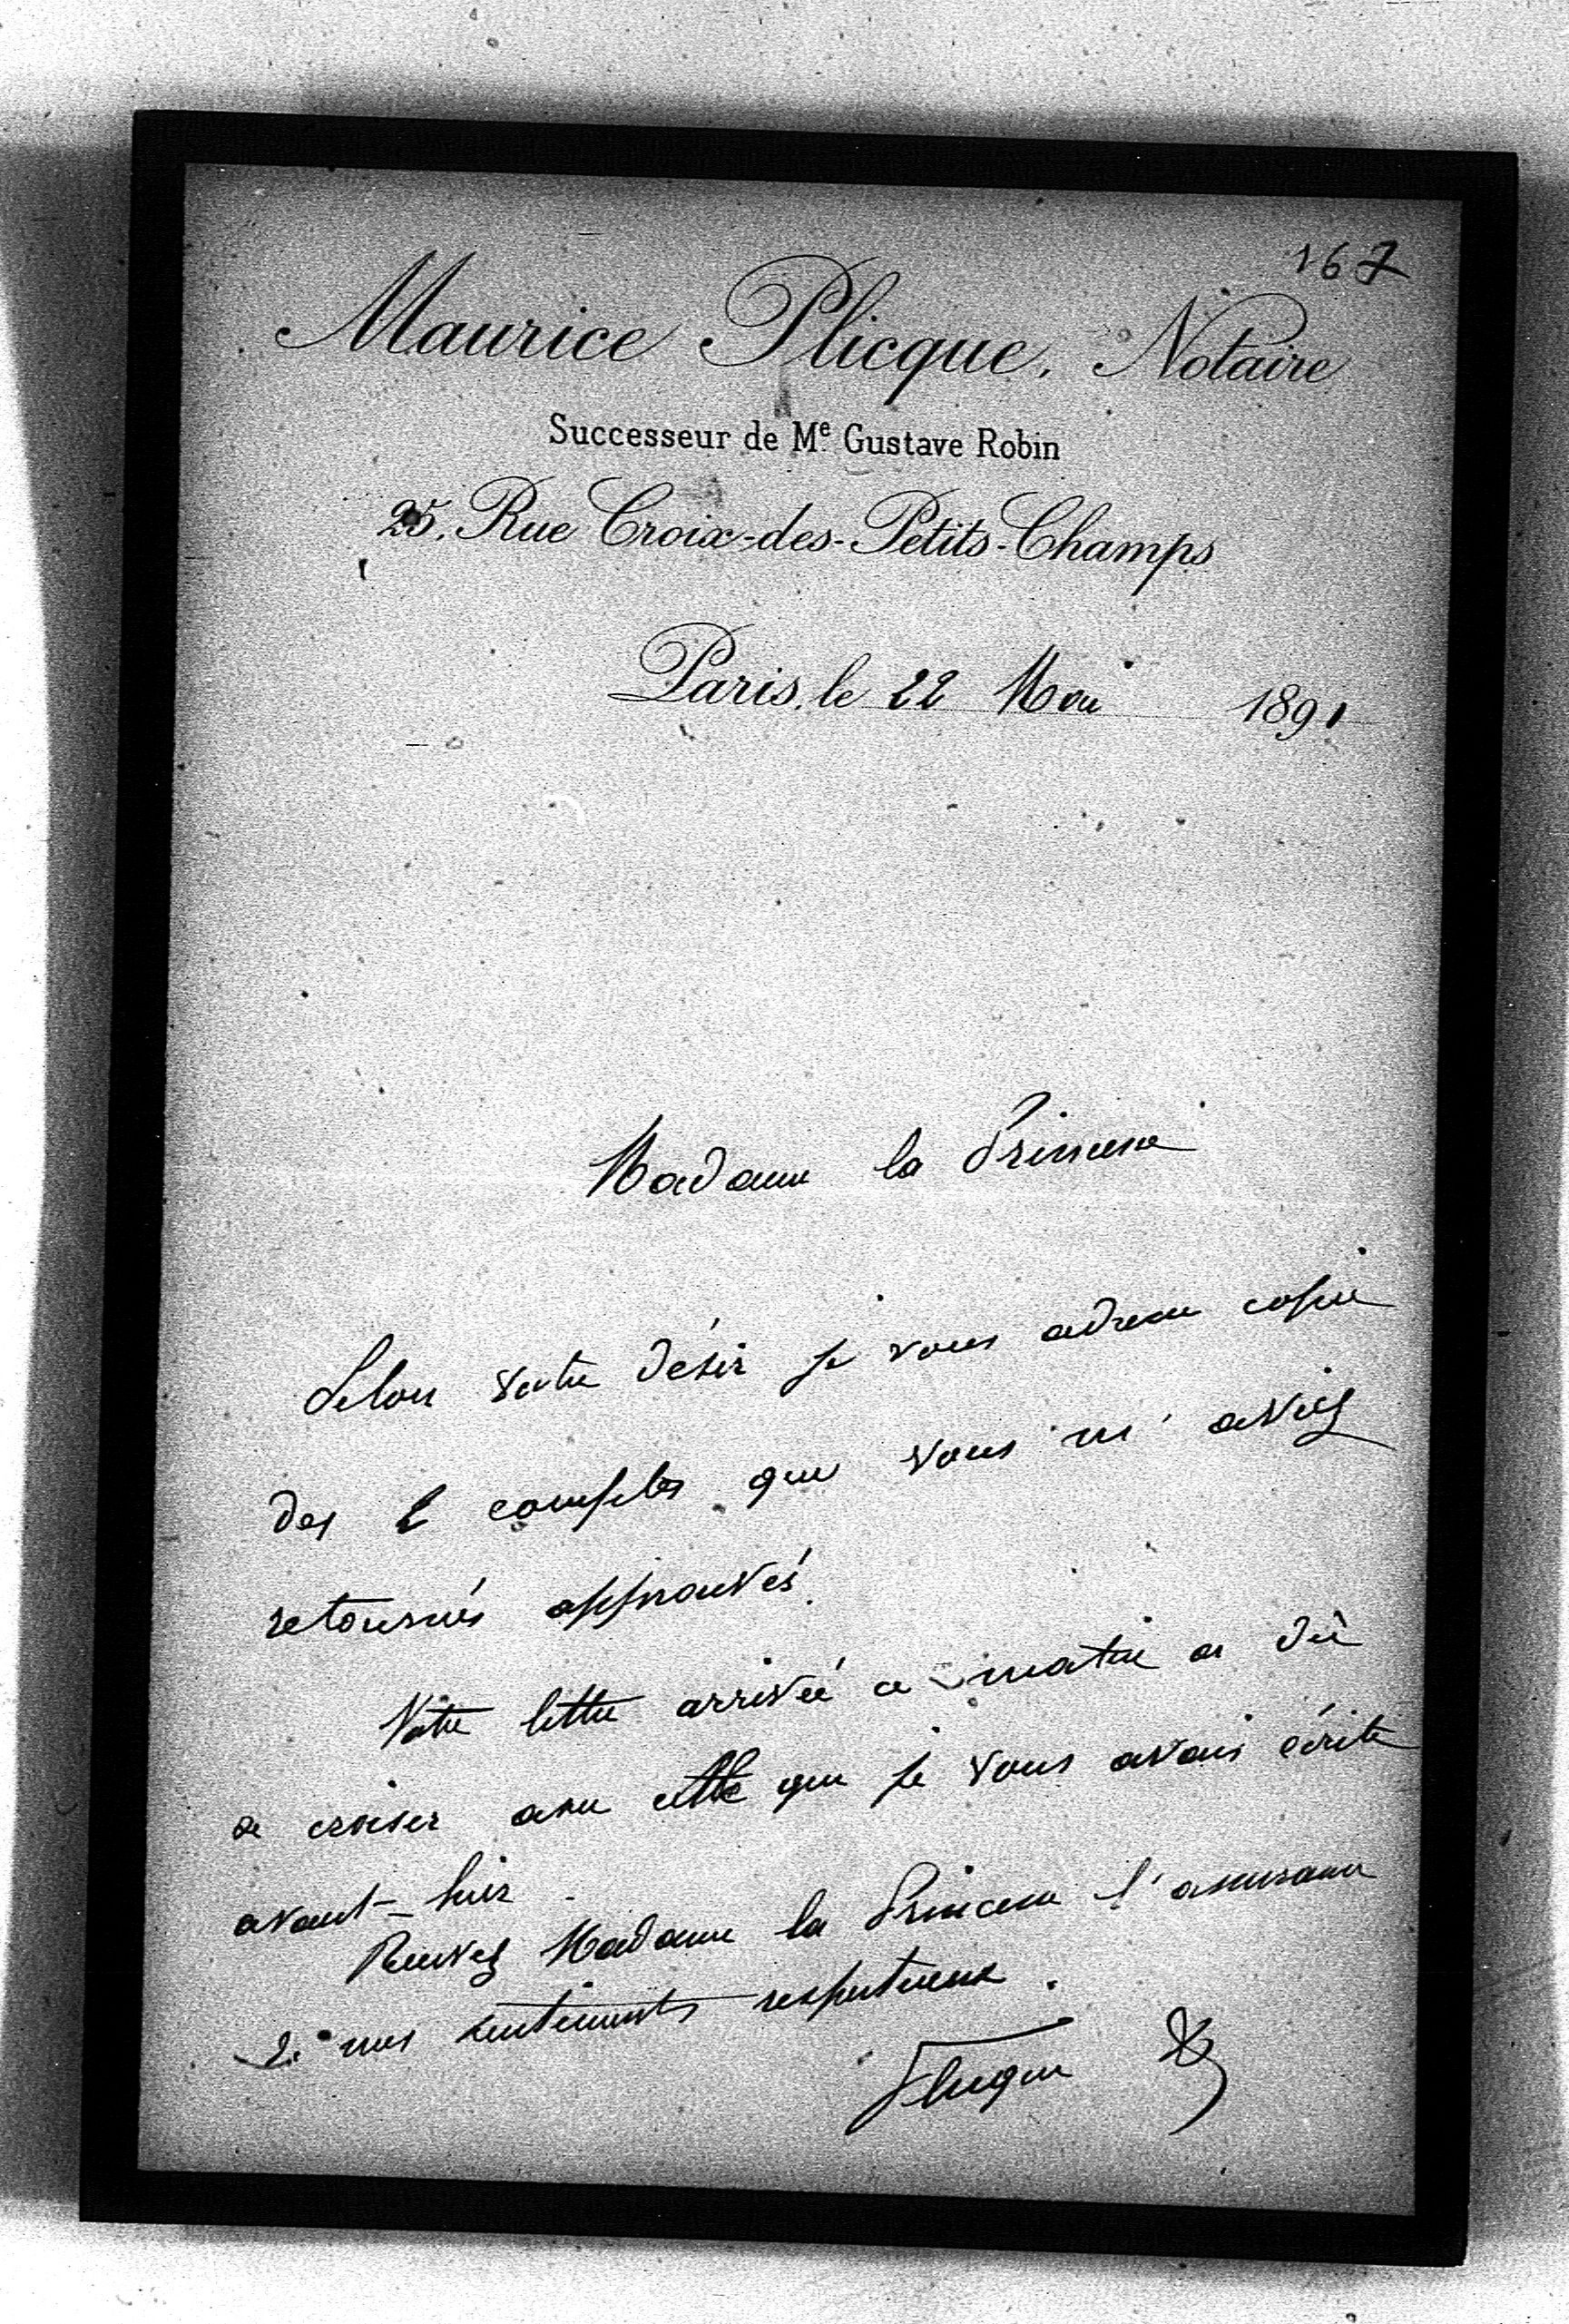 167
Maurice Plicque, Notaire
Successeur de Me Gustave Robin
25, Rue Croix-des-Petits-Champs
Paris, le 22 Mai 1891
Madame la Princesse
Selon votre désir je vous adresse copie
des 2 comptes que vous m'aviez
retournés approuvés.
Votre lettre arrivée ce matin a dû
se croiser avec celle que je vous avais écrite
avant-hier.
Recevez Madame la Princesse l'assurance
de mes sentiments respectueux.
Plicque